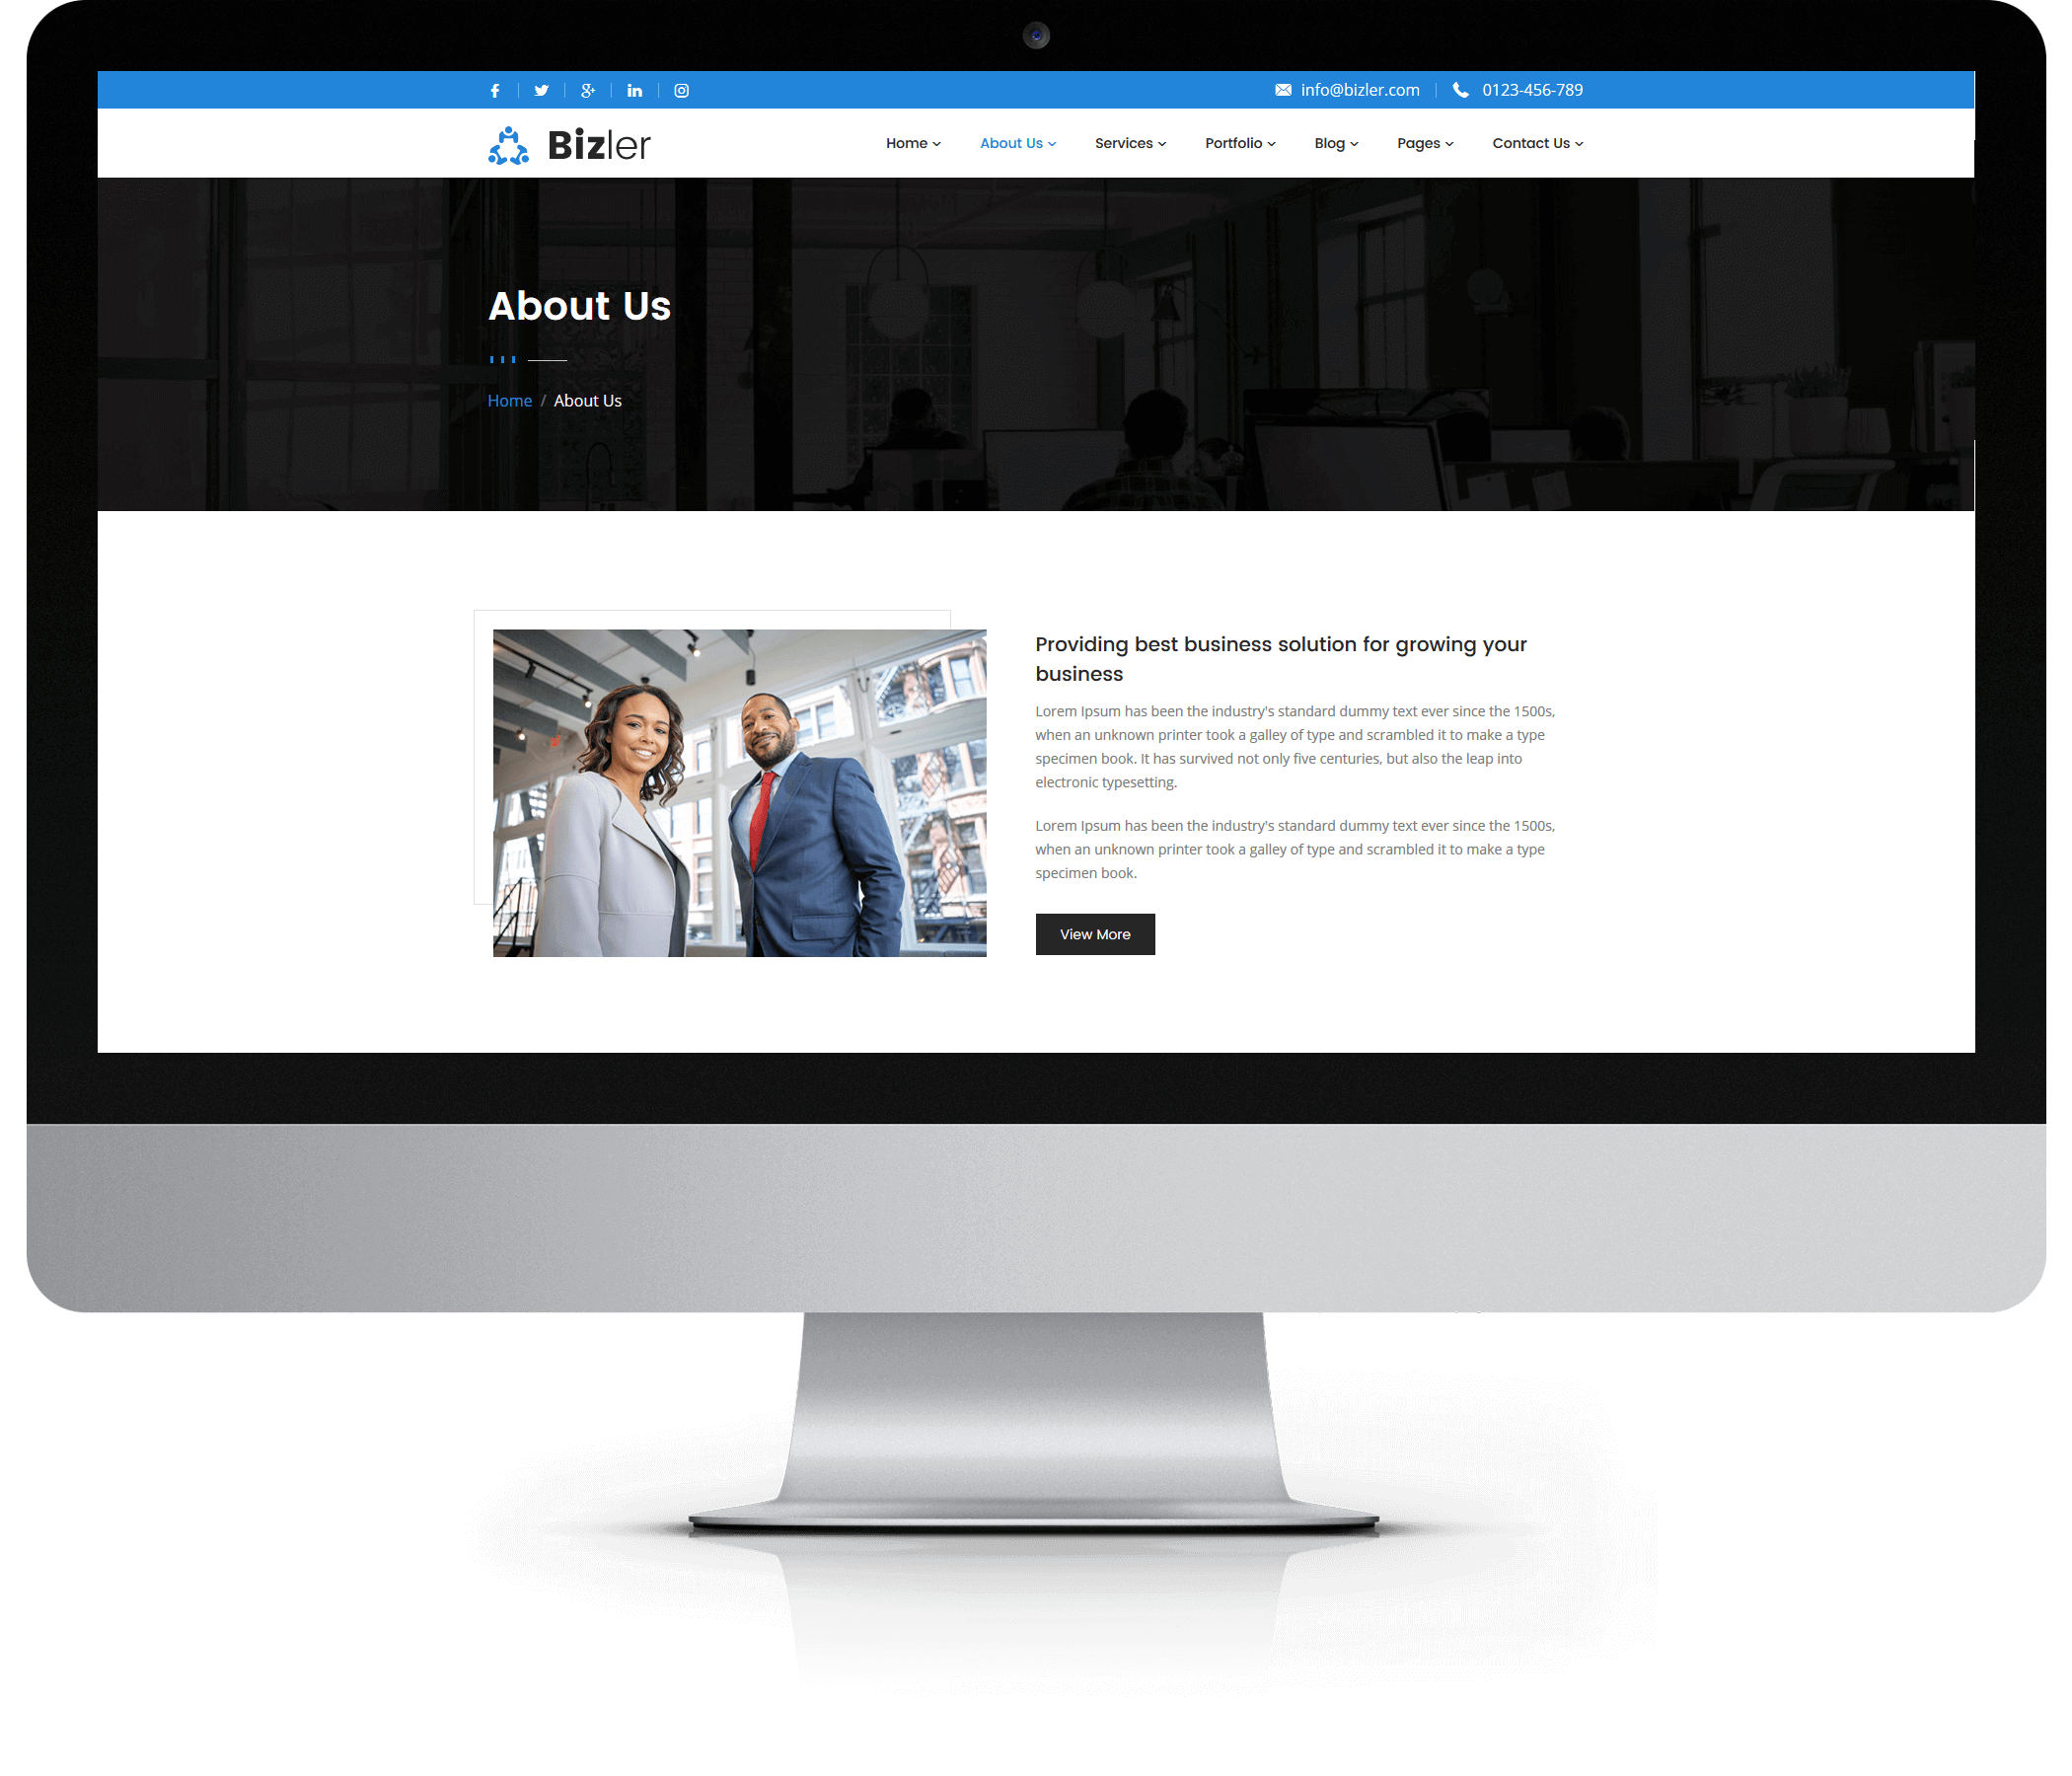 info@bizler.com 0123-456-789
Bizler
Home About Us Services Portfolio Blog Pages Contact Us
About Us
Home / About Us
Providing best business solution for growing your
business
Lorem Ipsum has been the industry's standard dummy text ever since the 1500s,
when an unknown printer took a galley of type and scrambled it to make a type
specimen book. It has survived not only five centuries, but also the leap into
electronic typesetting.
Lorem Ipsum has been the industry's standard dummy text ever since the 1500s,
when an unknown printer took a galley of type and scrambled it to make a type
specimen book.
View More